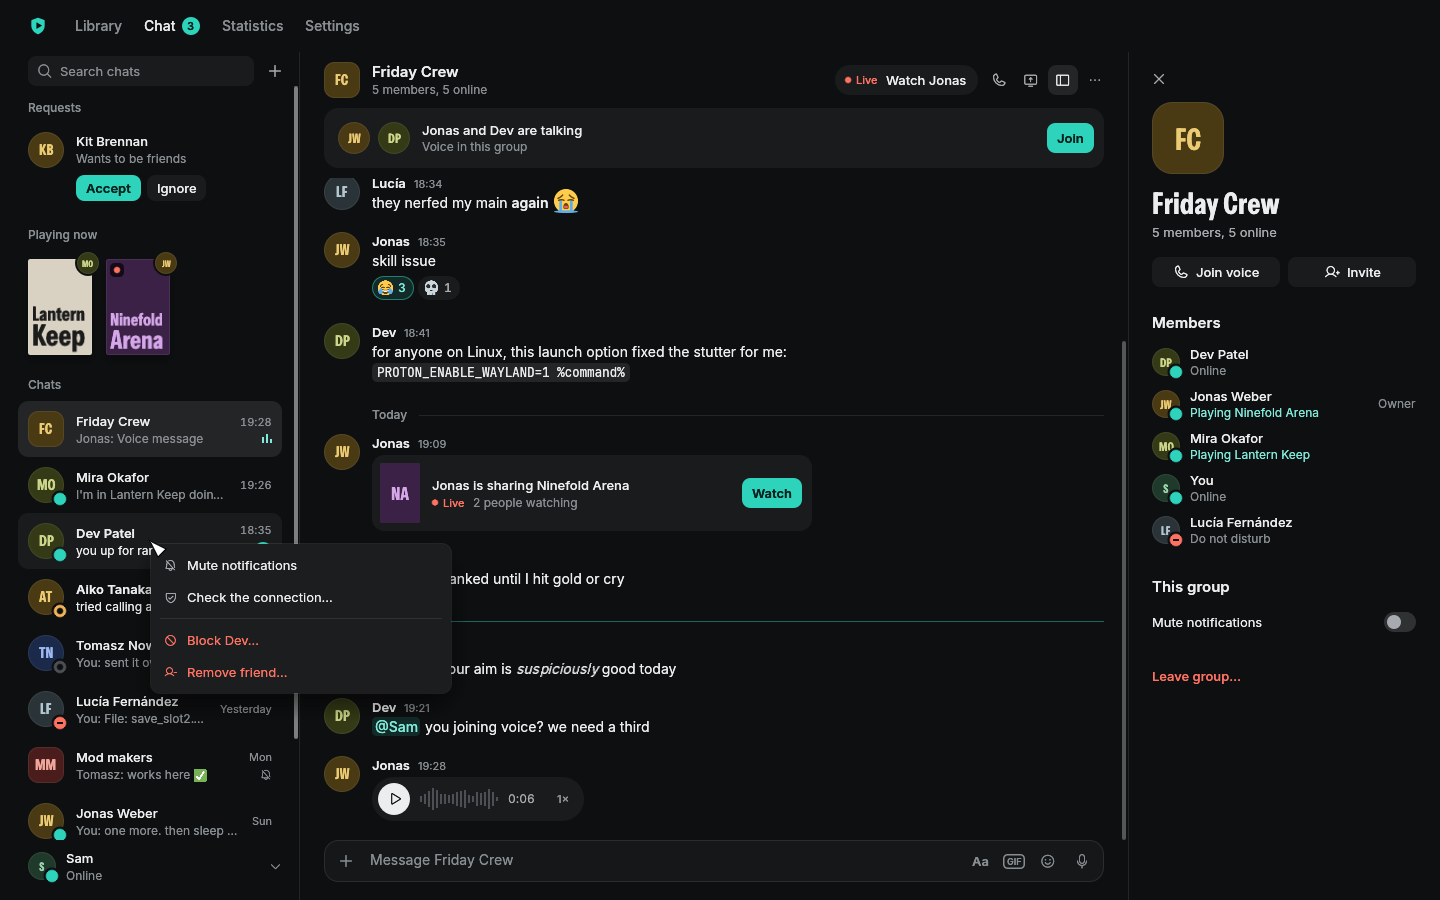 Library
Chat 3
Statistics
Settings
Search chats
Requests
KB
Kit Brennan
Wants to be friends
Accept
Ignore
Playing now
Lantern
Keep
MO
Ninefold
Arena
JW
Chats
FC
Friday Crew
19:28
Jonas: Voice message
MO
Mira Okafor
19:26
I'm in Lantern Keep doin...
DP
Dev Patel
18:35
you up for
AT
Aiko Tanaka
tried calling
TN
Tomasz
You: sent it
LF
Lucía Fernández
Yesterday
You: File: save_slot2....
MM
Mod makers
Mon
Tomasz: works here ✅
JW
Jonas Weber
Sun
You: one more. then sleep ...
S
Sam
Online
Mute notifications
Check the connection...
Block Dev...
Remove friend...
FC
Friday Crew
5 members, 5 online
Live Watch Jonas
JW
DP
Jonas and Dev are talking
Voice in this group
Join
LF
Lucía 18:34
they nerfed my main again 😭
JW
Jonas 18:35
skill issue
😂 3 💀 1
DP
Dev 18:41
for anyone on Linux, this launch option fixed the stutter for me:
PROTON_ENABLE_WAYLAND=1 %command%
Today
JW
Jonas 19:09
NA
Jonas is sharing Ninefold Arena
Live 2 people watching
Watch
until I hit gold or cry
aim is suspiciously good today
DP
Dev 19:21
@Sam you joining voice? we need a third
JW
Jonas 19:28
0:06
1×
Message Friday Crew
Aa
GIF
FC
Friday Crew
5 members, 5 online
Join voice
Invite
Members
DP
Dev Patel
Online
JW
Jonas Weber
Playing Ninefold Arena
Owner
MO
Mira Okafor
Playing Lantern Keep
S
You
Online
LF
Lucía Fernández
Do not disturb
This group
Mute notifications
Leave group...